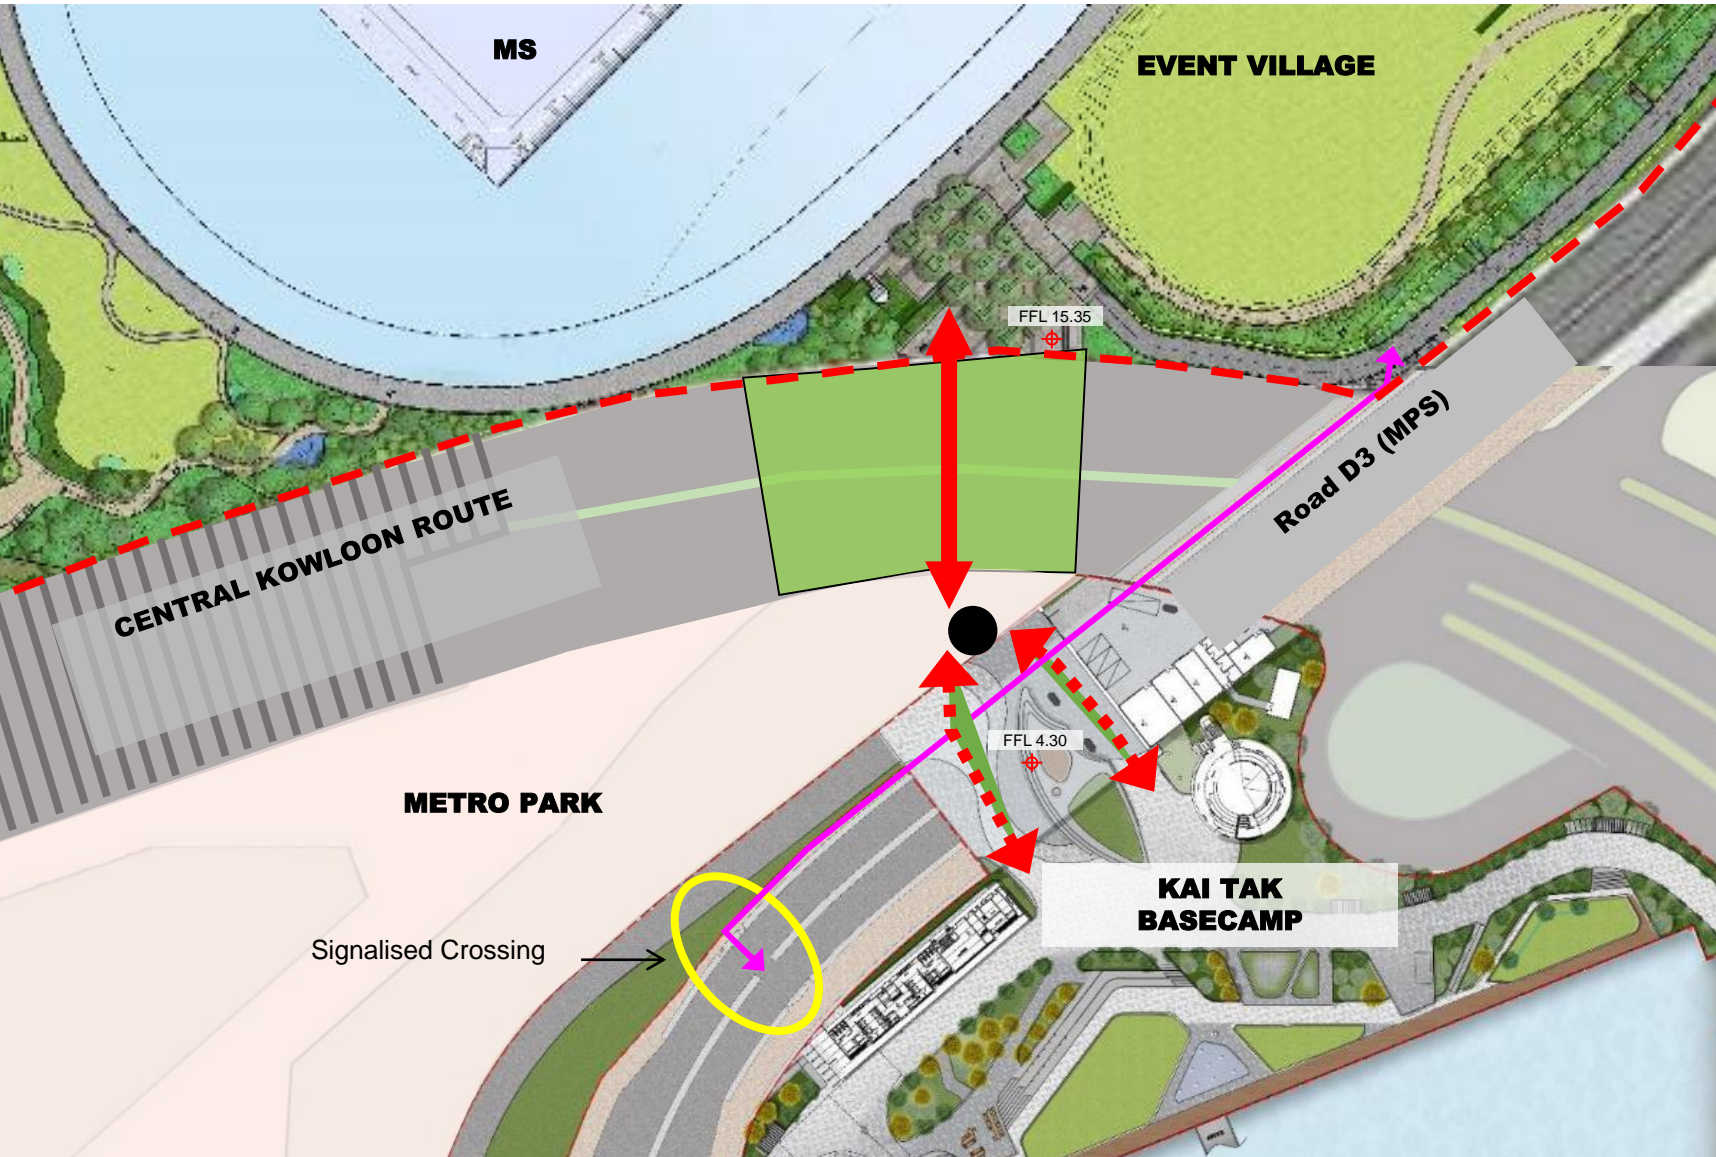 MS
EVENT VILLAGE
FFL 15.35
Road D3 (MPS)
CENTRAL KOWLOON ROUTE
FFL 4.30
METRO PARK
KAI TAK
BASECAMP
Signalised Crossing